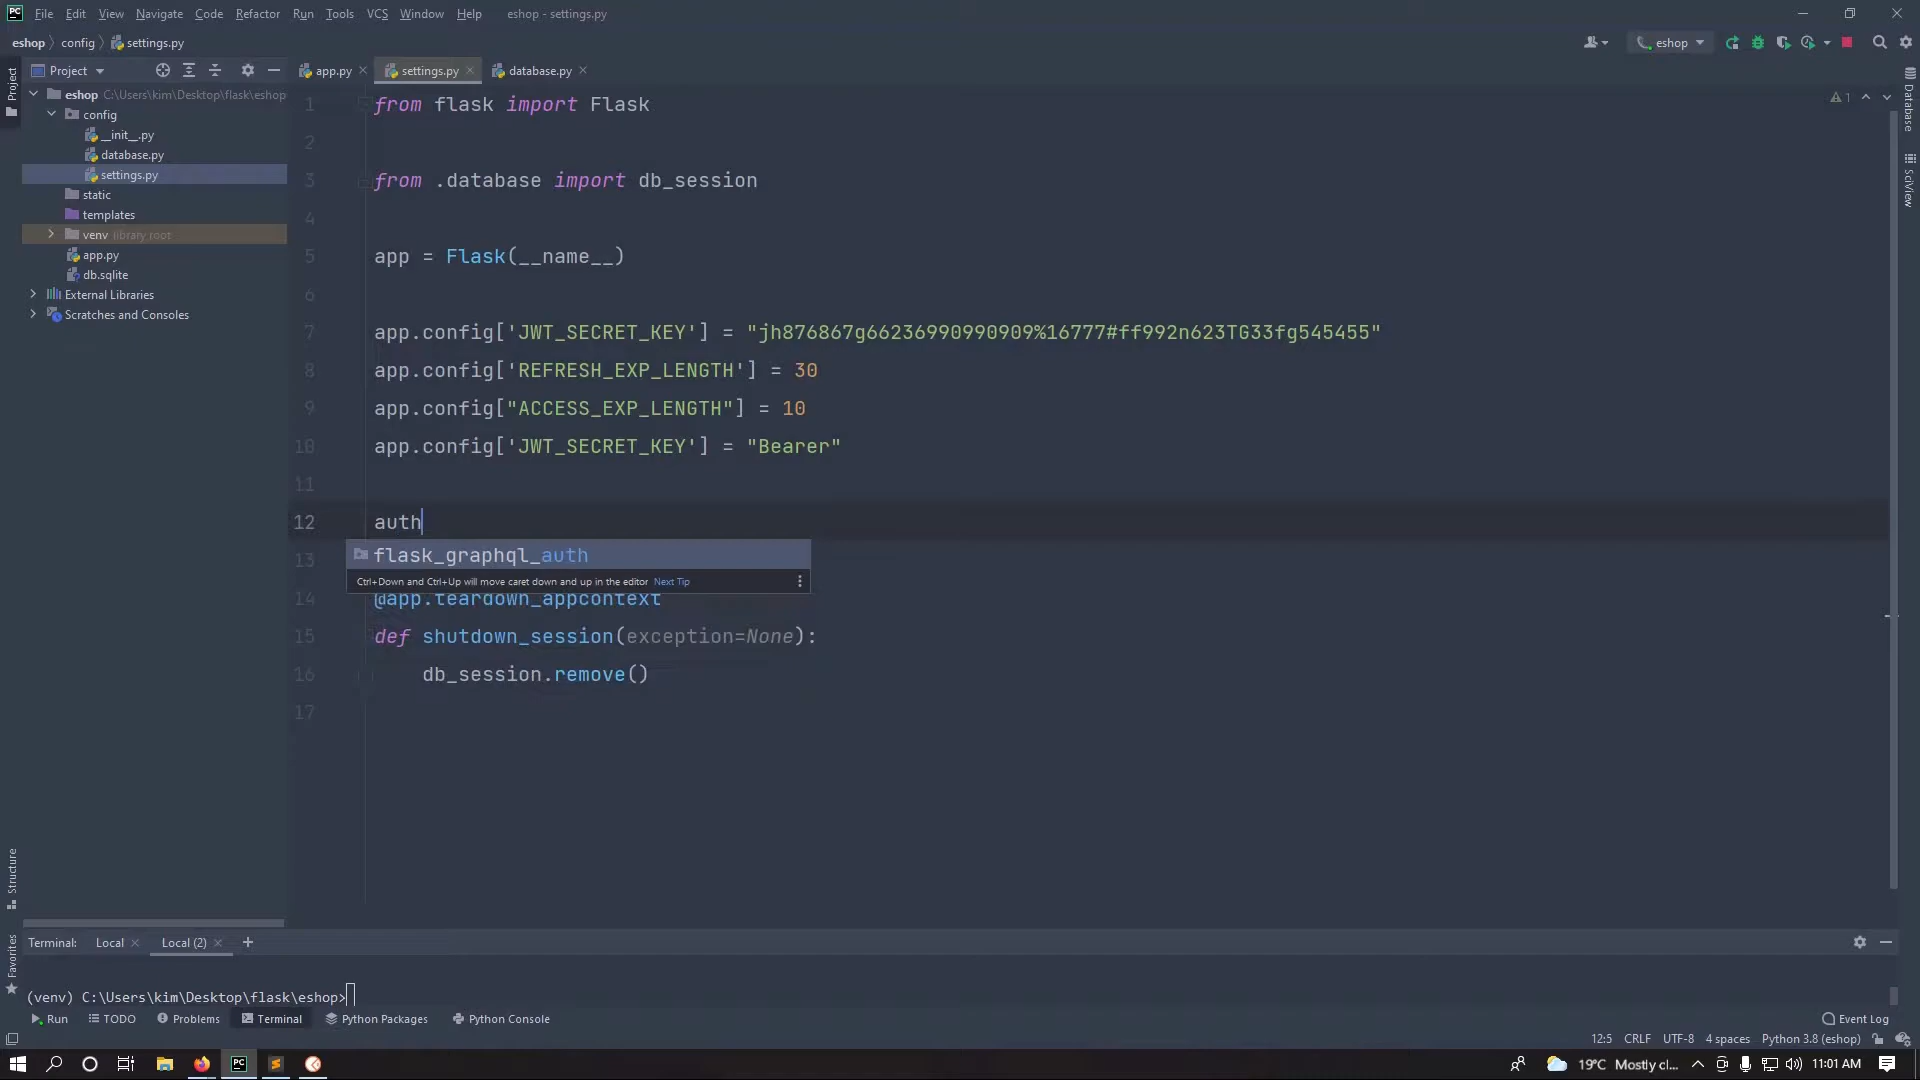 PC File Edit View Navigate Code Refactor Run Tools VCS Window Help eshop - settings.py
eshop config settings.py
eshop
Project
app.py
settings.py
database.py
1
Project
Database
SciView
Structure
Favorites
eshop C:\Users\kim\Desktop\flask\eshop
config
__init__.py
database.py
settings.py
static
templates
venv library root
app.py
db.sqlite
External Libraries
Scratches and Consoles
1 from flask import Flask
2
3 from .database import db_session
4
5 app = Flask(__name__)
6
7 app.config['JWT_SECRET_KEY'] = "jh876867g66236990990909%16777#ff992n623TG33fg545455"
8 app.config['REFRESH_EXP_LENGTH'] = 30
9 app.config["ACCESS_EXP_LENGTH"] = 10
10 app.config['JWT_SECRET_KEY'] = "Bearer"
11
12 auth
13 flask_graphql_auth
Ctrl+Down and Ctrl+Up will move caret down and up in the editor Next Tip
14 @app.teardown_appcontext
15 def shutdown_session(exception=None):
16 db_session.remove()
17
Terminal: Local Local (2)
(venv) C:\Users\kim\Desktop\flask\eshop>
Run TODO Problems Terminal Python Packages Python Console Event Log
12:5 CRLF UTF-8 4 spaces Python 3.8 (eshop)
PC 19°C Mostly cl... 11:01 AM